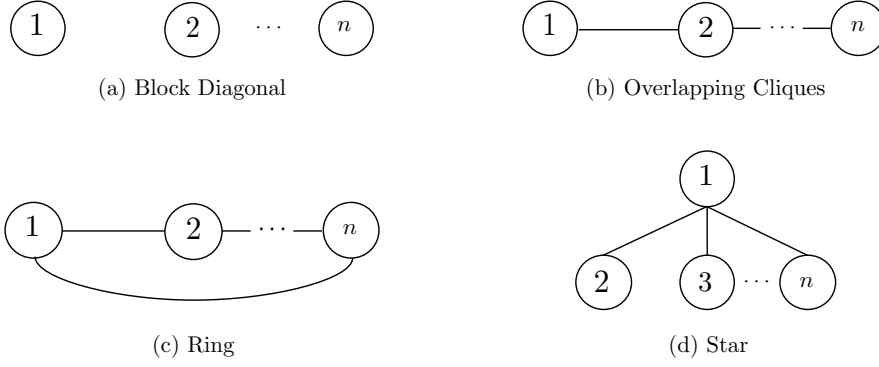 1 2 ··· n
(a) Block Diagonal
1 2 ··· n
(b) Overlapping Cliques
1 2 ··· n
(c) Ring
1
2 3 ··· n
(d) Star